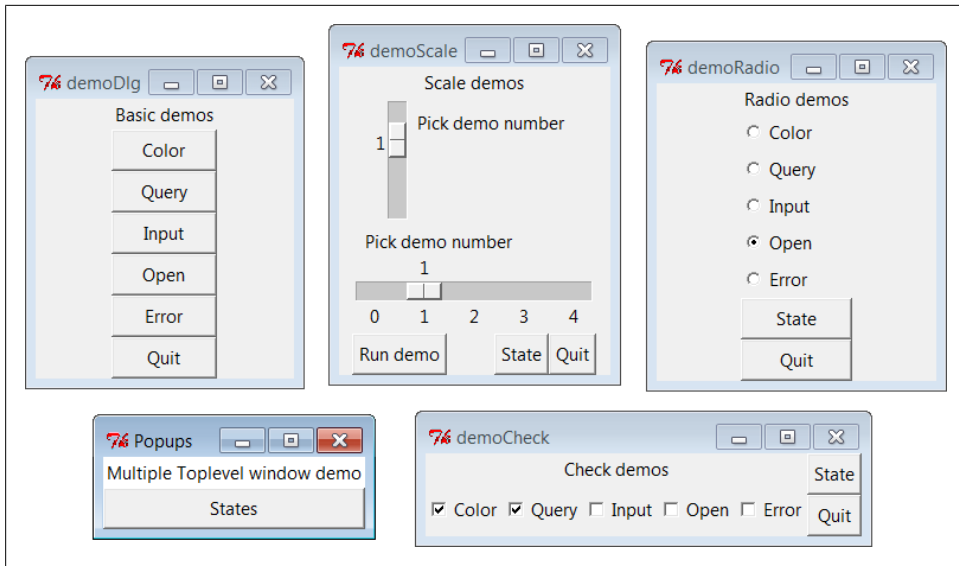 demoDlg
Basic demos
Color
Query
Input
Open
Error
Quit
demoScale
Scale demos
Pick demo number
1
Pick demo number
1
0 1 2 3 4
Run demo State Quit
demoRadio
Radio demos
Color
Query
Input
Open
Error
State
Quit
Popups
Multiple Toplevel window demo
States
demoCheck
Check demos
State
Color Query Input Open Error
Quit